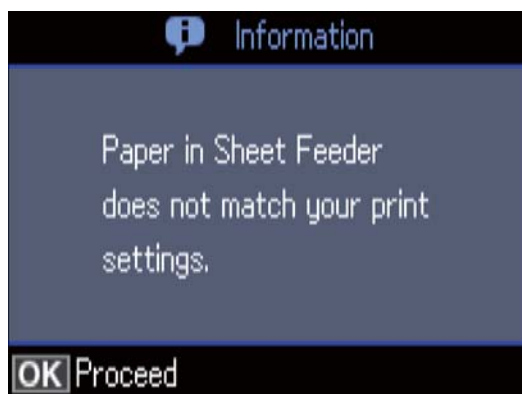 Information
Paper in Sheet Feeder
does not match your print
settings.
OK Proceed